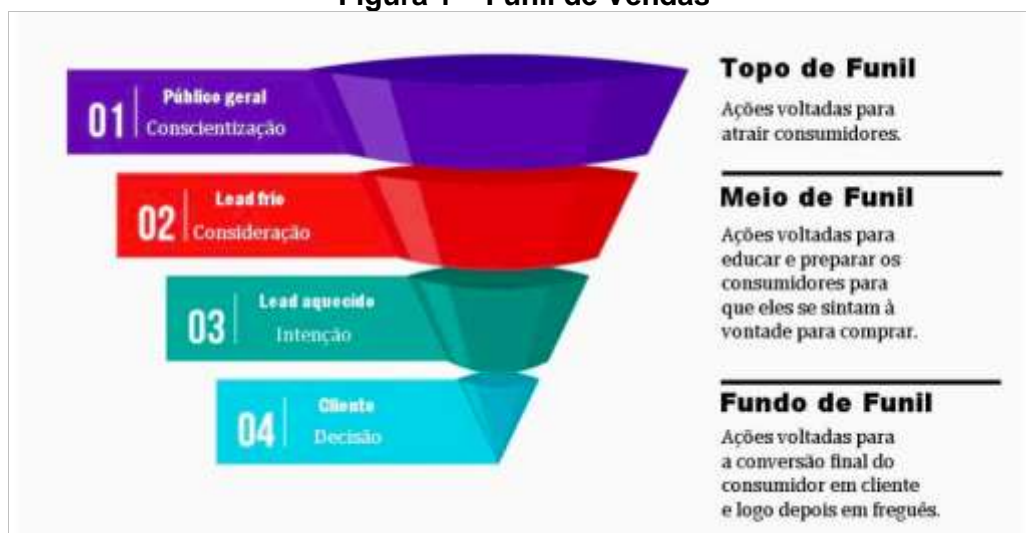 Figura 1 – Funil de Vendas
01
Público geral
Conscientização
02
Lead frio
Consideração
03
Lead aquecido
Intenção
04
Cliente
Decisão
Topo de Funil
Ações voltadas para
atrair consumidores.
Meio de Funil
Ações voltadas para
educar e preparar os
consumidores para
que eles se sintam à
vontade para comprar.
Fundo de Funil
Ações voltadas para
a conversão final do
consumidor em cliente
e logo depois em freguês.